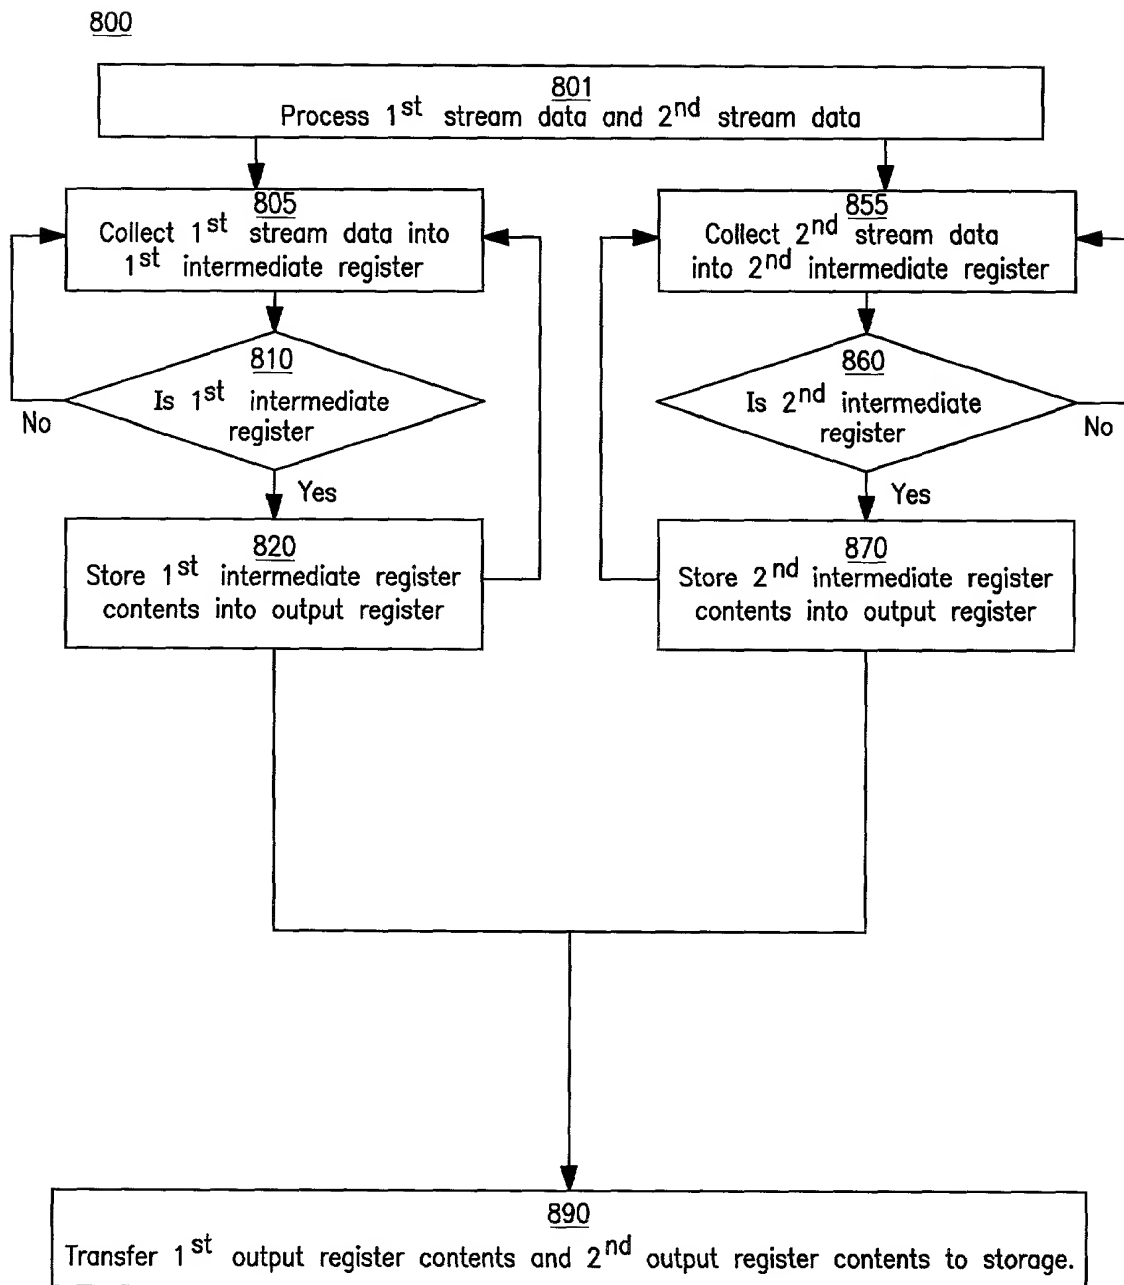 800
801
Process 1st stream data and 2nd stream data
805
Collect 1st stream data into
1st intermediate register
855
Collect 2nd stream data
into 2nd intermediate register
810
Is 1st intermediate
register
No
Yes
860
Is 2nd intermediate
register
No
Yes
820
Store 1st intermediate register
contents into output register
870
Store 2nd intermediate register
contents into output register
890
Transfer 1st output register contents and 2nd output register contents to storage.